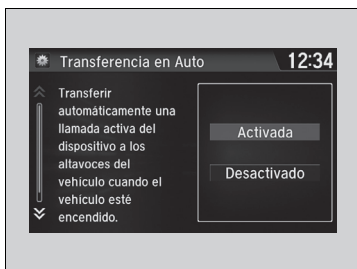 Transferencia en Auto
12:34
Transferir
automáticamente una
llamada activa del
dispositivo a los
altavoces del
vehículo cuando el
vehículo esté
encendido.
Activada
Desactivado